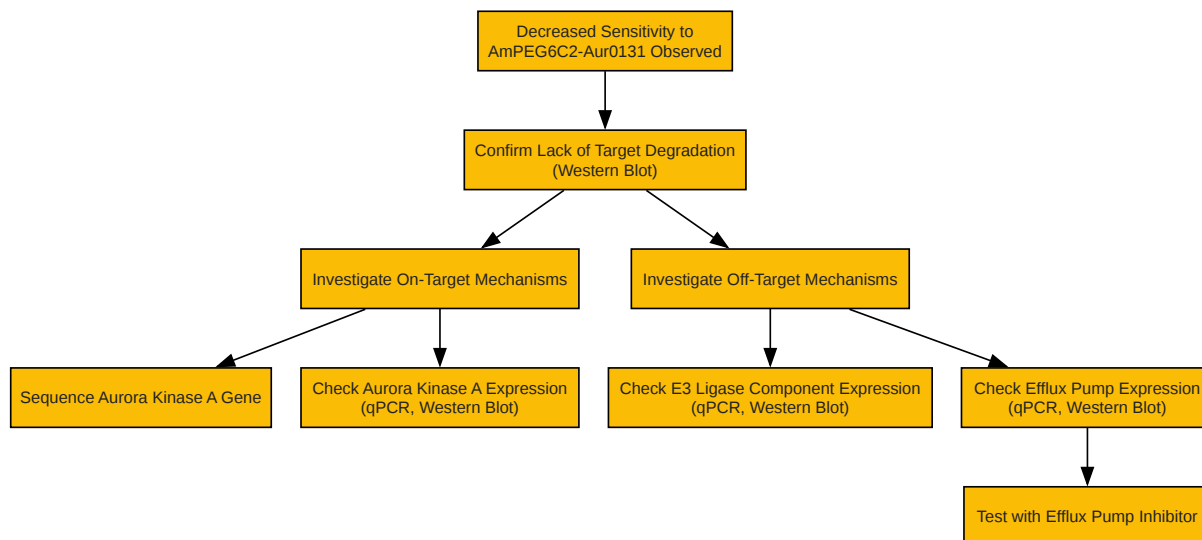 Decreased Sensitivity to
AmPEG6C2-Aur0131 Observed
Confirm Lack of Target Degradation
(Western Blot)
Investigate On-Target Mechanisms
Investigate Off-Target Mechanisms
Sequence Aurora Kinase A Gene
Check Aurora Kinase A Expression
(qPCR, Western Blot)
Check E3 Ligase Component Expression
(qPCR, Western Blot)
Check Efflux Pump Expression
(qPCR, Western Blot)
Test with Efflux Pump Inhibitor